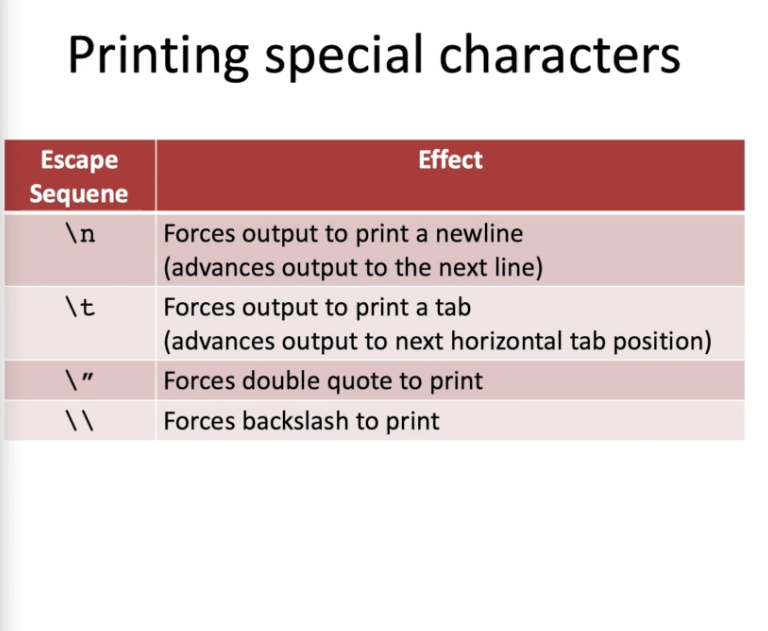 Printing special characters
Escape Sequene
Effect
\n
Forces output to print a newline
(advances output to the next line)
\t
Forces output to print a tab
(advances output to next horizontal tab position)
\”
Forces double quote to print
\\
Forces backslash to print